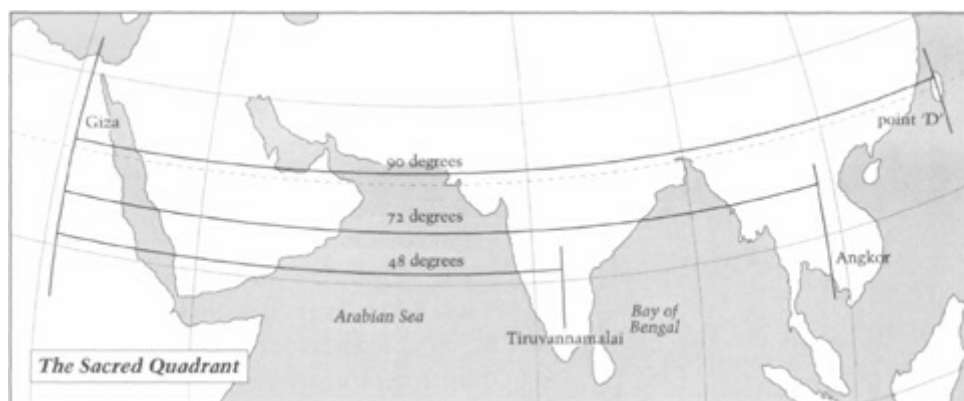 Giza
point 'D'
90 degrees
72 degrees
48 degrees
Angkor
Arabian Sea
Bay of
Bengal
Tiruvannamalai
The Sacred Quadrant